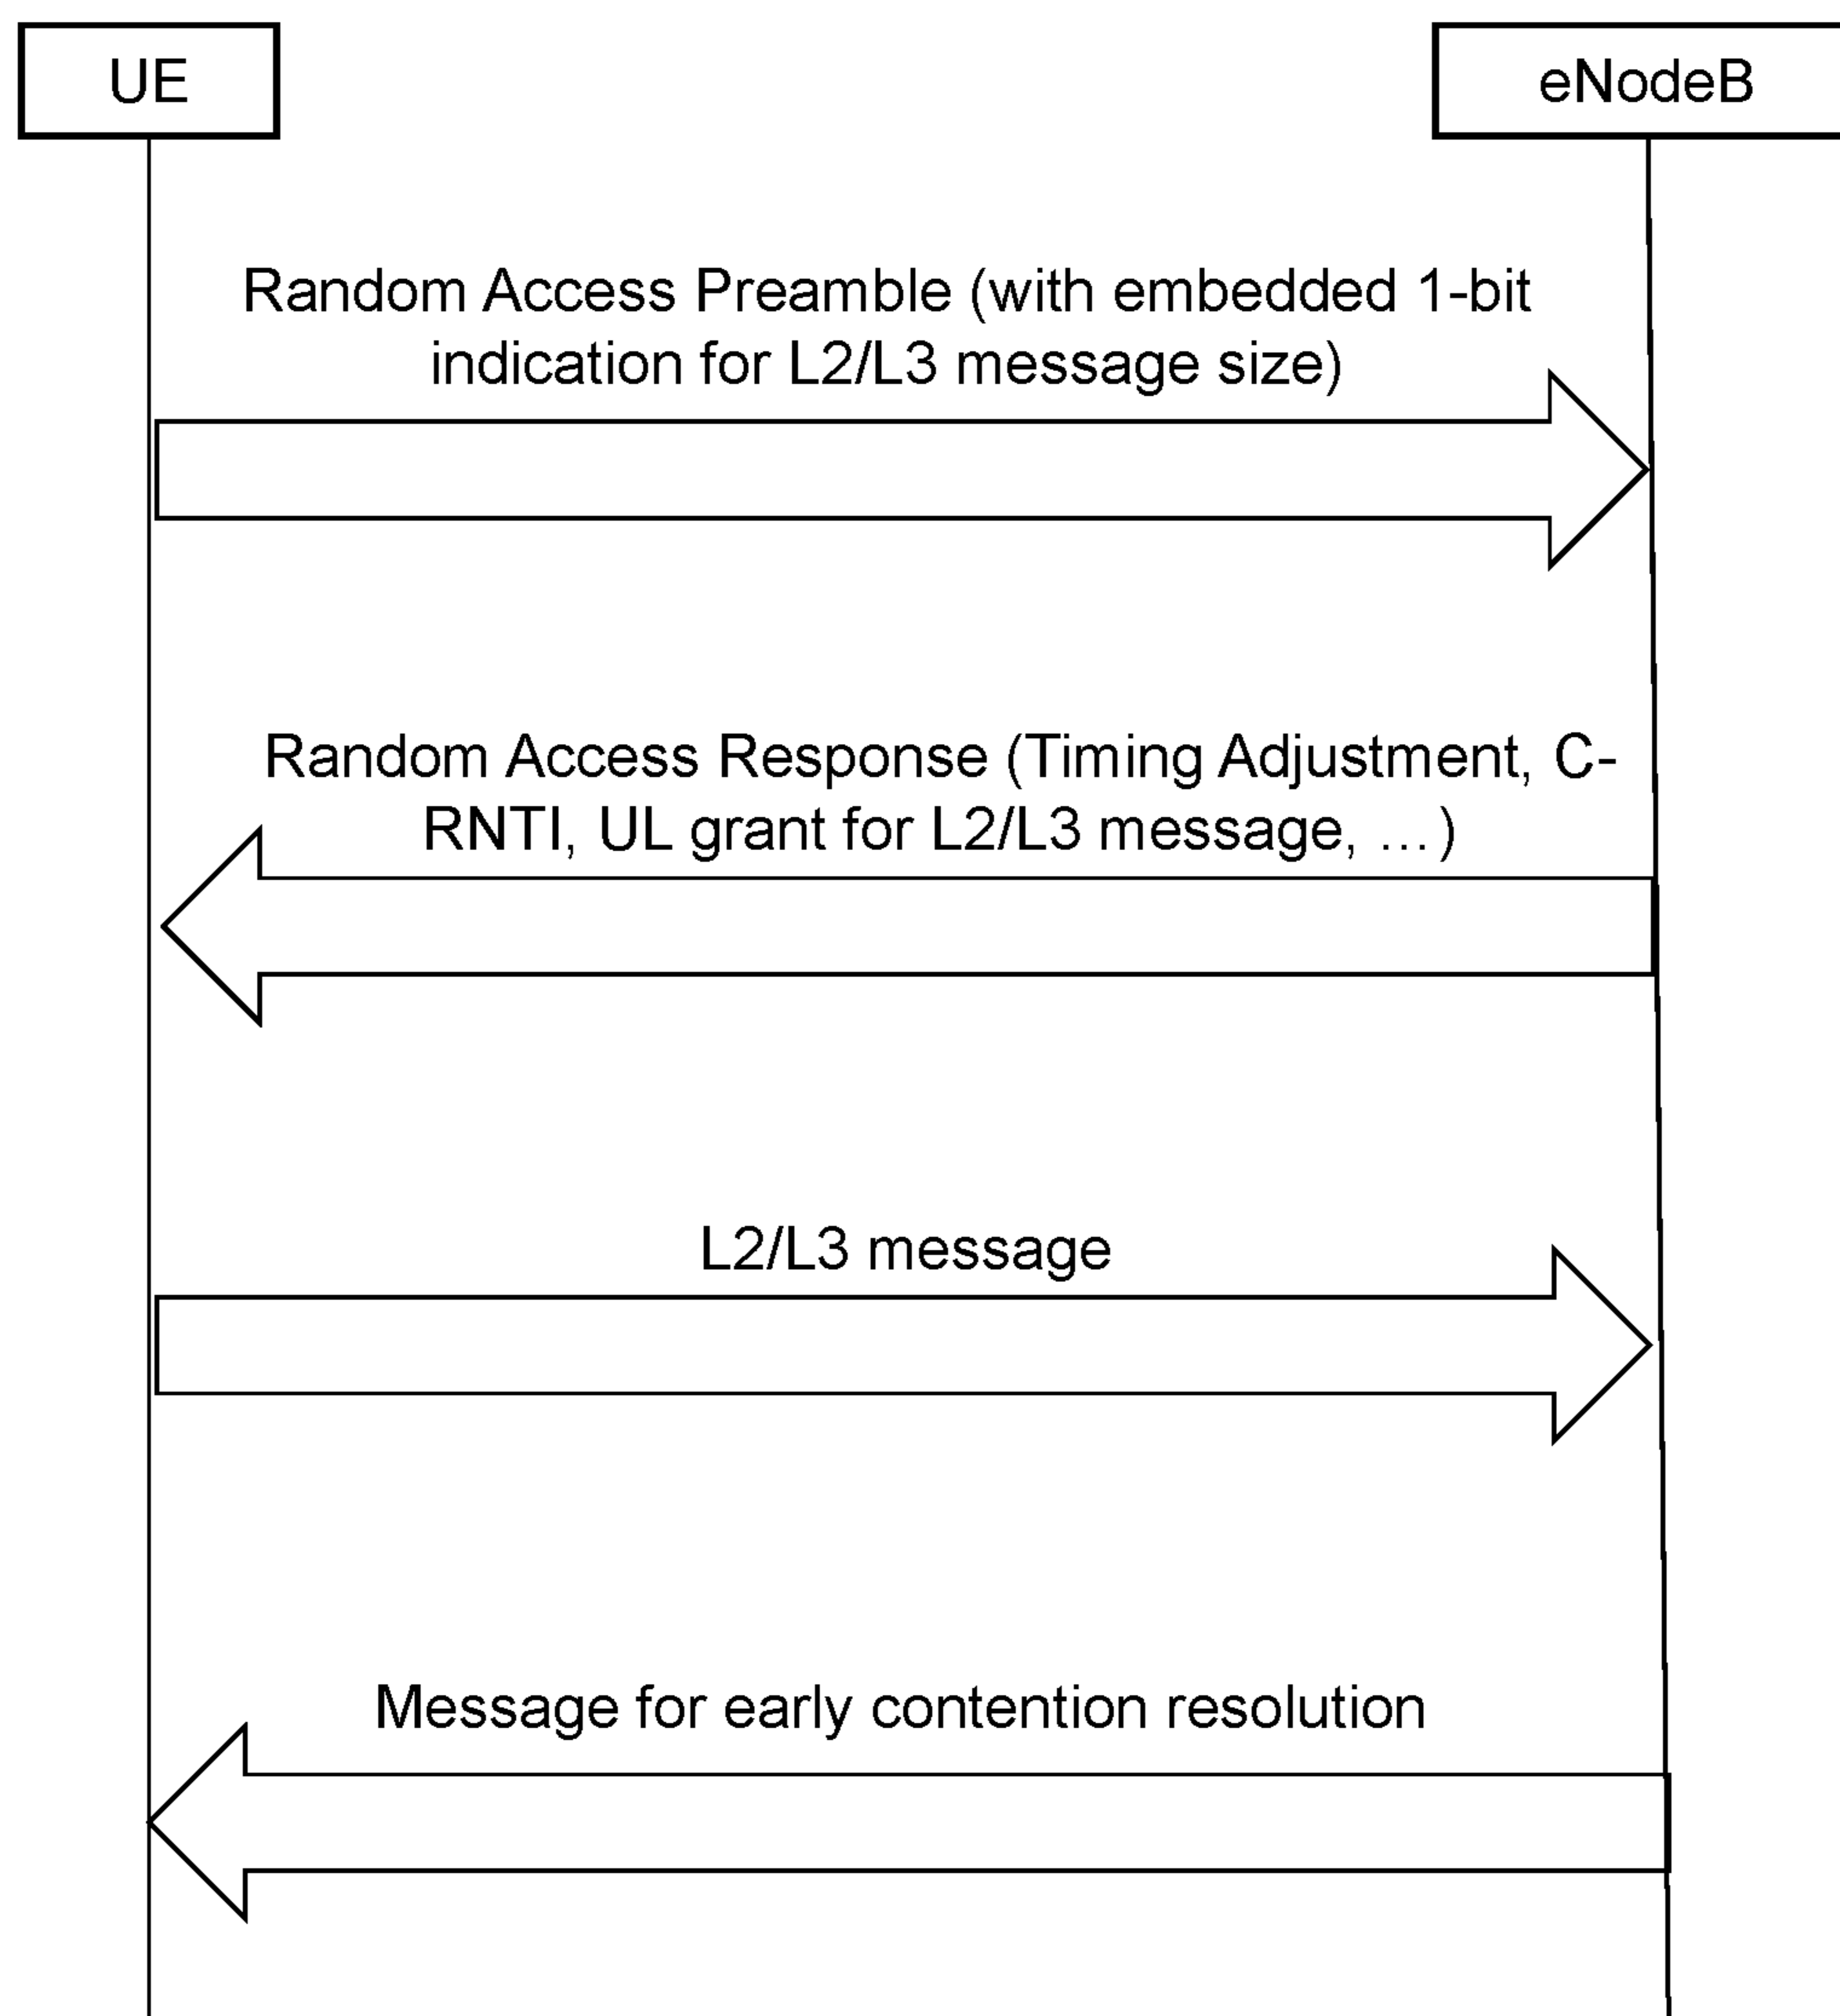 UE
eNodeB
Random Access Preamble (with embedded 1-bit
indication for L2/L3 message size)
Random Access Response (Timing Adjustment, C-
RNTI, UL grant for L2/L3 message, ...)
L2/L3 message
Message for early contention resolution